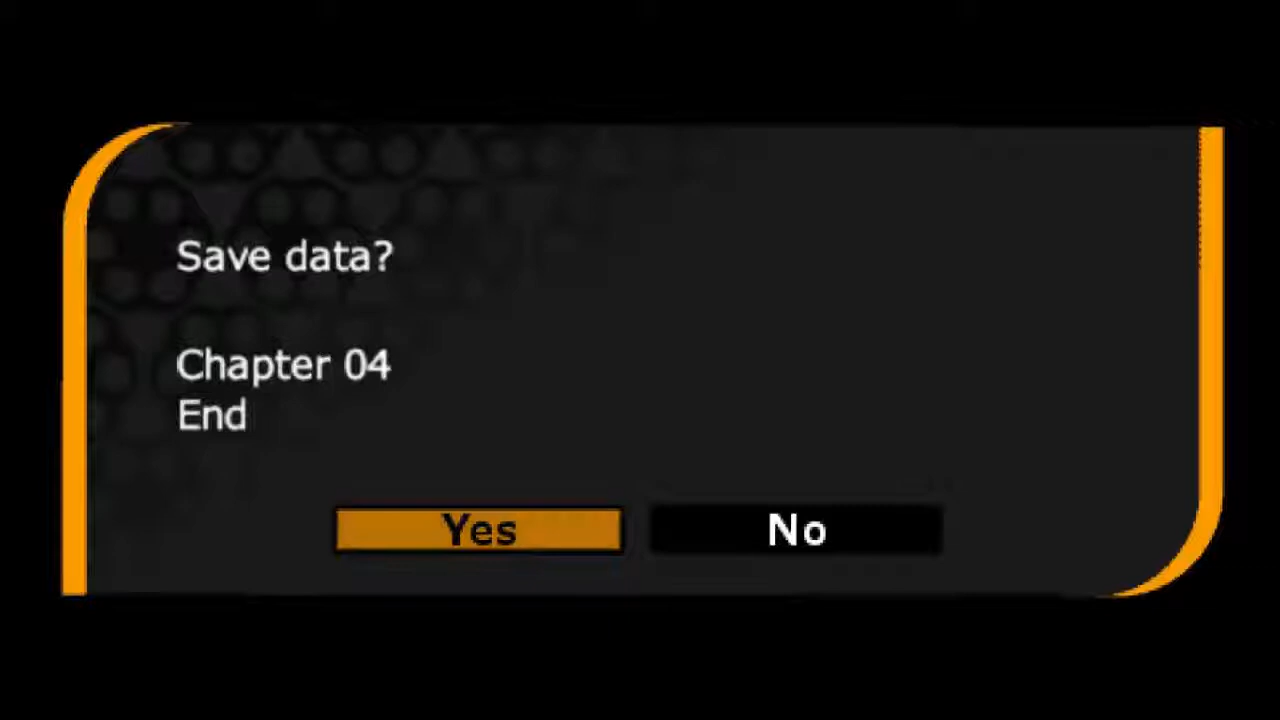 Save data?
Chapter 04
End
Yes No